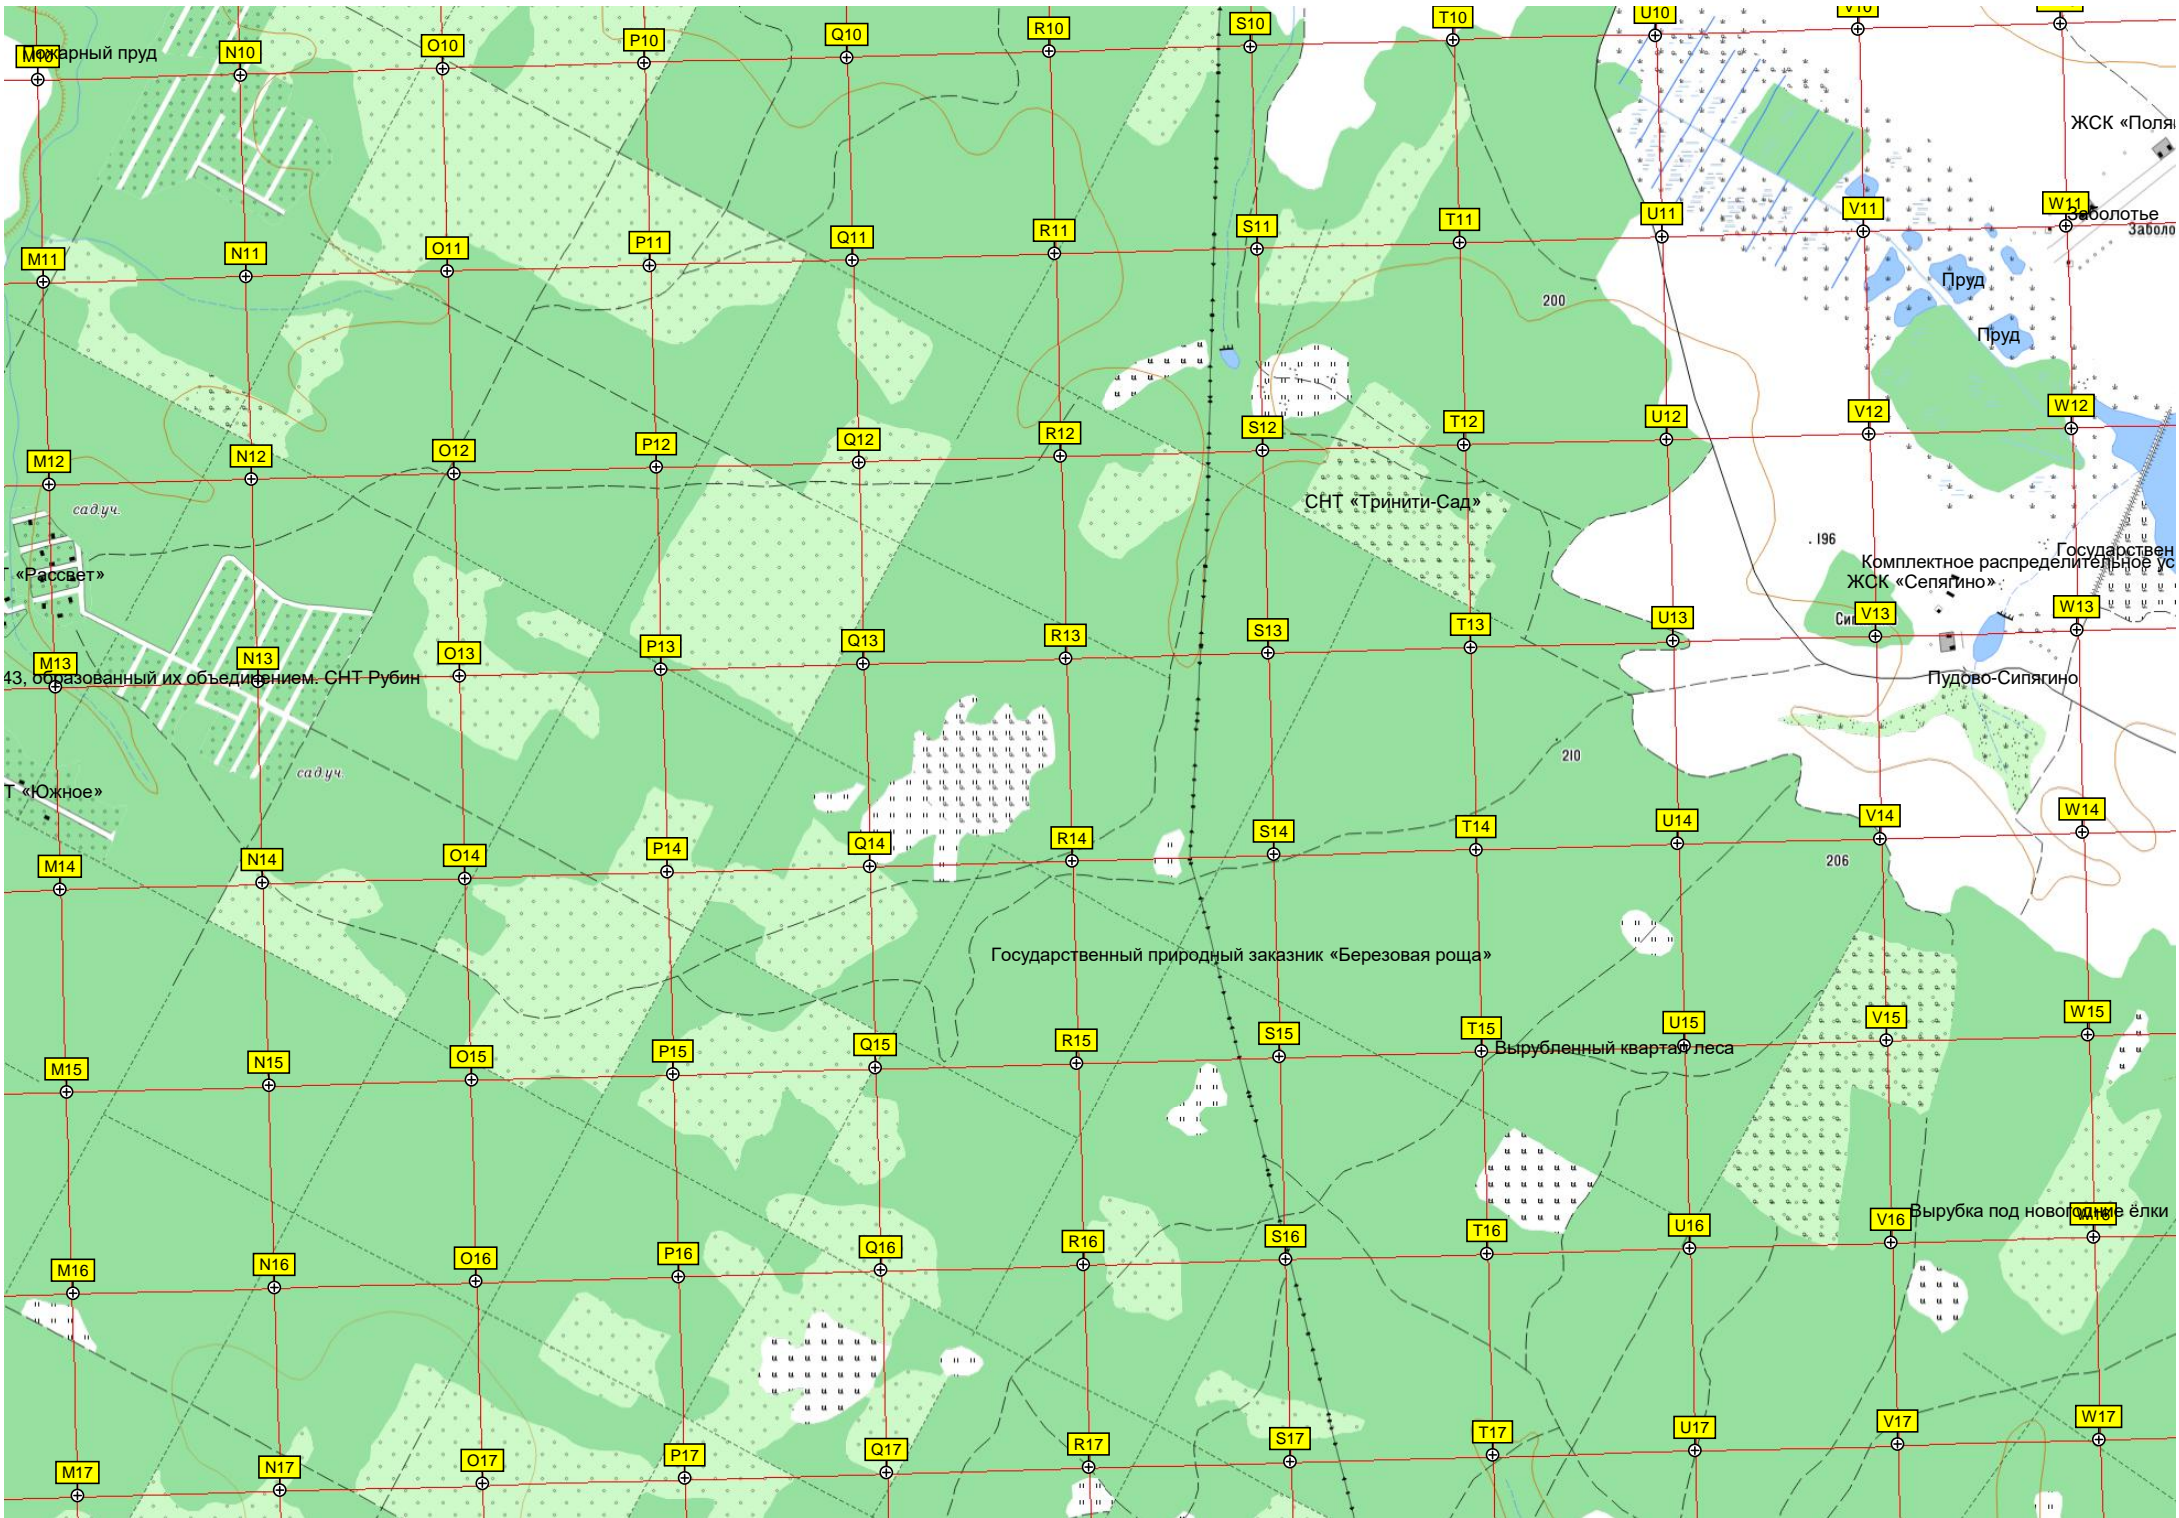 M10 N10 O10 P10 Q10 R10 S10 T10 U10 V10
Пожарный пруд
ЖСК «Поля
M11 N11 O11 P11 Q11 R11 S11 T11 U11 V11 W11
Заболотье
Заболо
200
Пруд
Пруд
M12 N12 O12 P12 Q12 R12 S12 T12 U12 V12 W12
сад.уч.
СНТ «Тринити-Сад»
196
Государствен
Комплектное распределительное ус
«Рассвет»
ЖСК «Сепягино»
M13 N13 O13 P13 Q13 R13 S13 T13 U13 V13 W13
43, образованный их объединением. СНТ Рубин
Пудово-Сипягино
210
сад.уч.
Т «Южное»
M14 N14 O14 P14 Q14 R14 S14 T14 U14 V14 W14
206
Государственный природный заказник «Березовая роща»
M15 N15 O15 P15 Q15 R15 S15 T15 U15 V15 W15
Вырубленный квартал леса
Вырубка под новогодние ёлки
M16 N16 O16 P16 Q16 R16 S16 T16 U16 V16 W16
M17 N17 O17 P17 Q17 R17 S17 T17 U17 V17 W17